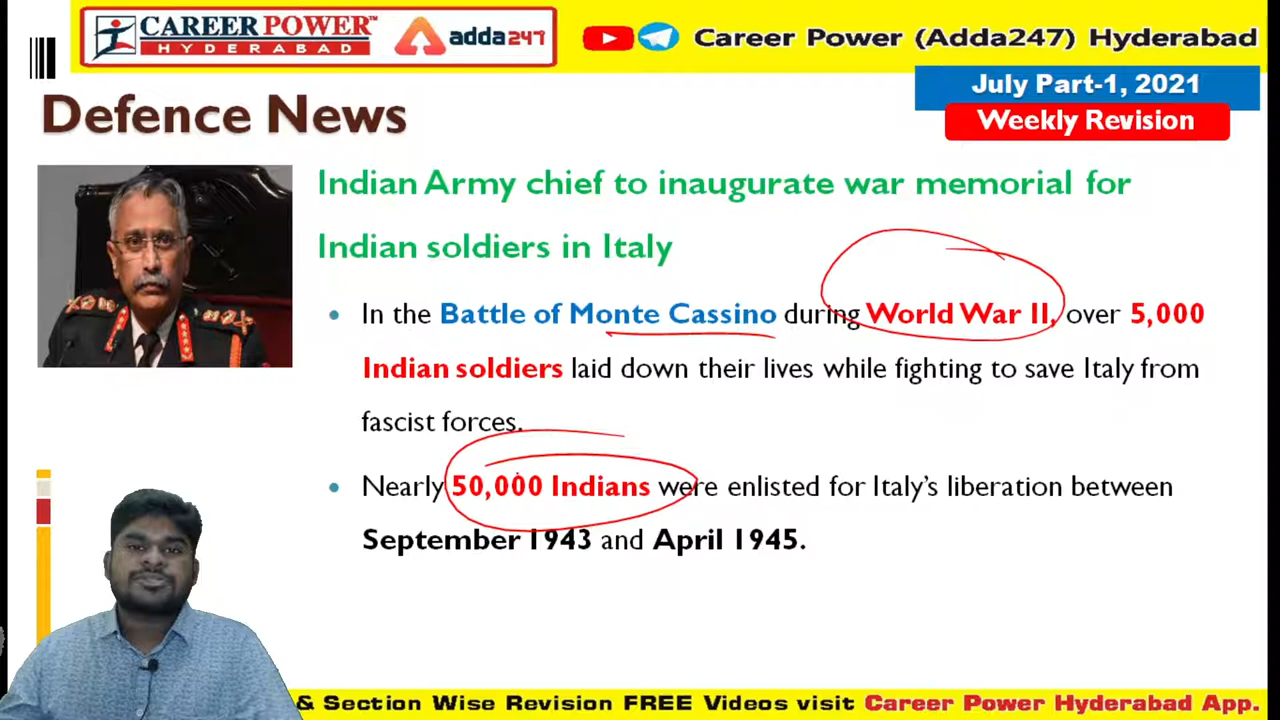 CAREER POWER™
HYDERABAD
adda247
Career Power (Adda247) Hyderabad
July Part-1, 2021
Weekly Revision
Defence News
Indian Army chief to inaugurate war memorial for
Indian soldiers in Italy
• In the Battle of Monte Cassino during World War II, over 5,000
Indian soldiers laid down their lives while fighting to save Italy from
fascist forces.
• Nearly 50,000 Indians were enlisted for Italy's liberation between
September 1943 and April 1945.
& Section Wise Revision FREE Videos visit Career Power Hyderabad App.